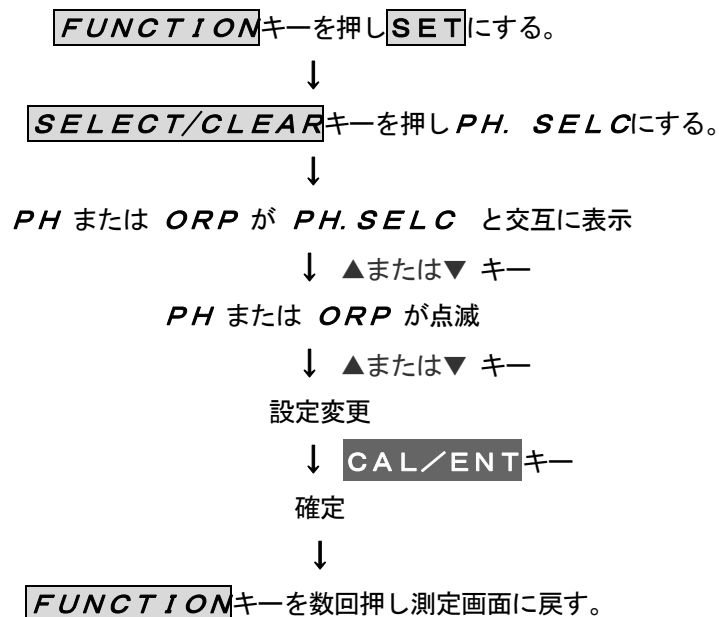 FUNCTIONキーを押しSETにする。
↓
SELECT/CLEARキーを押しPH. SELCにする。
↓
PH または ORP が PH.SELC と交互に表示
↓ ▲または▼ キー
PH または ORP が点滅
↓ ▲または▼ キー
設定変更
↓ CAL／ENTキー
確定
↓
FUNCTIONキーを数回押し測定画面に戻す。